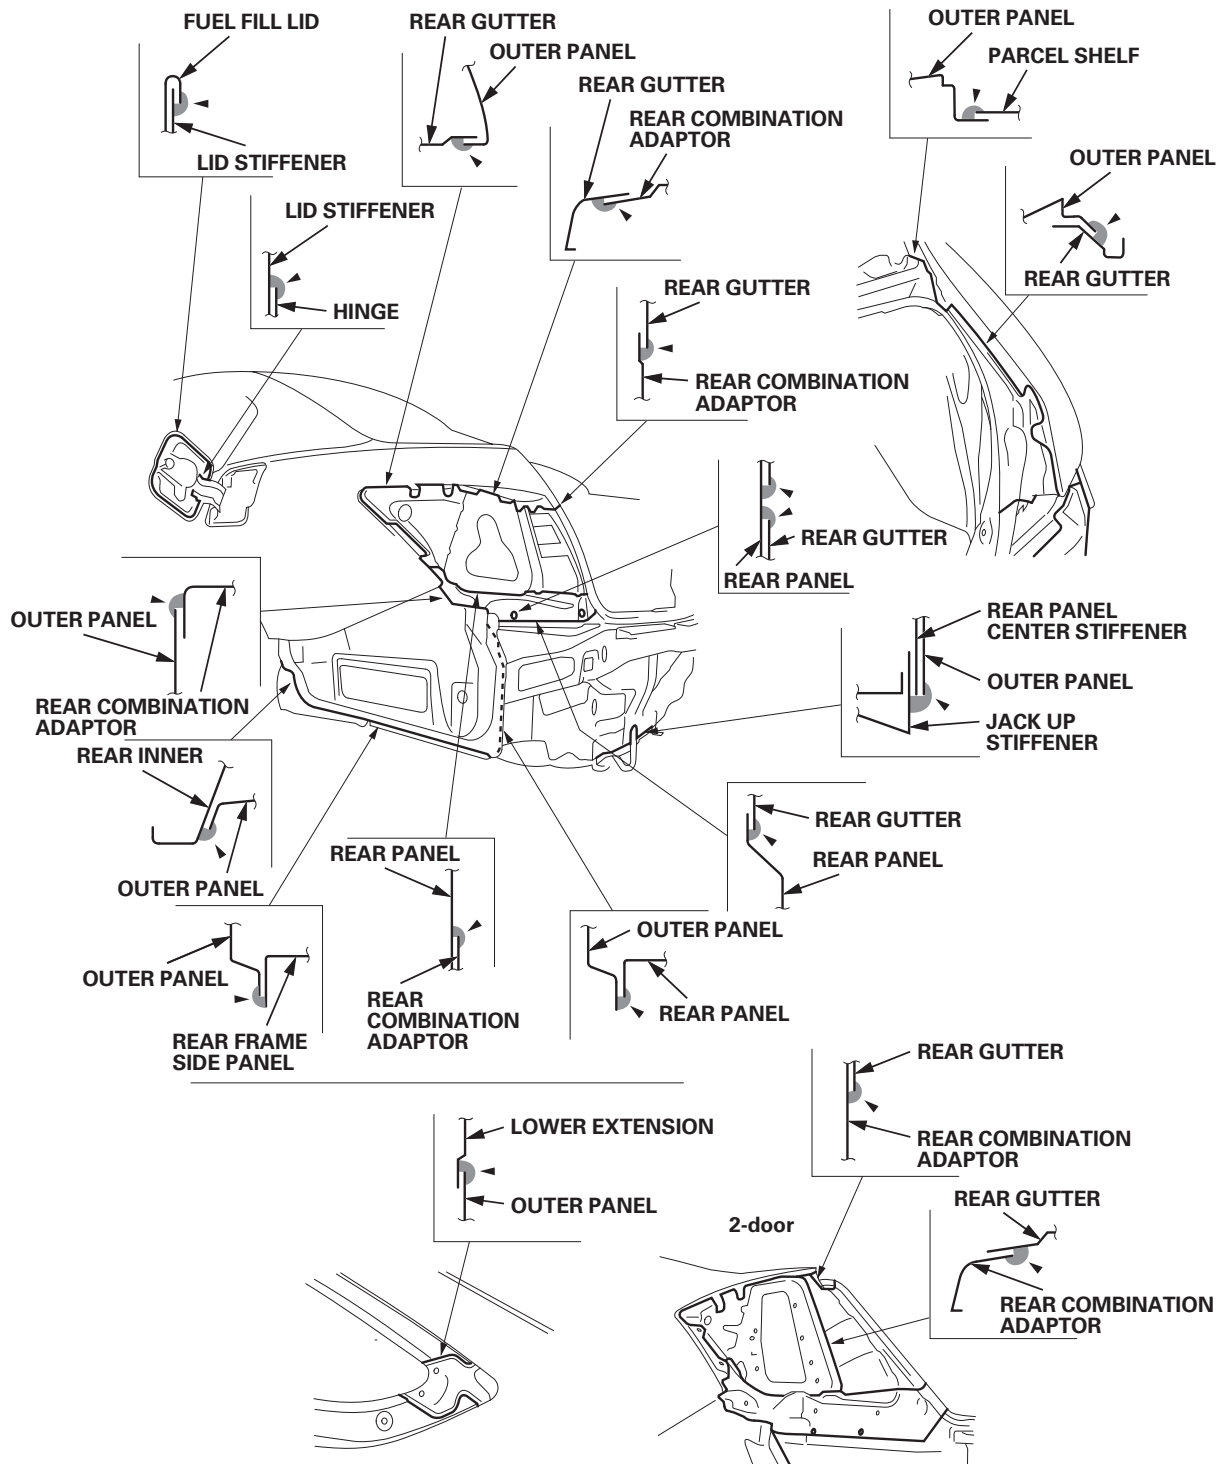 FUEL FILL LID
LID STIFFENER
REAR GUTTER
OUTER PANEL
REAR GUTTER
REAR COMBINATION
ADAPTOR
OUTER PANEL
PARCEL SHELF
OUTER PANEL
REAR GUTTER
LID STIFFENER
HINGE
REAR GUTTER
REAR COMBINATION
ADAPTOR
REAR GUTTER
REAR PANEL
OUTER PANEL
REAR COMBINATION
ADAPTOR
REAR PANEL
CENTER STIFFENER
OUTER PANEL
JACK UP
STIFFENER
REAR INNER
OUTER PANEL
REAR GUTTER
REAR PANEL
REAR PANEL
REAR
COMBINATION
ADAPTOR
OUTER PANEL
REAR FRAME
SIDE PANEL
OUTER PANEL
REAR PANEL
LOWER EXTENSION
OUTER PANEL
2-door
REAR GUTTER
REAR COMBINATION
ADAPTOR
REAR GUTTER
REAR COMBINATION
ADAPTOR